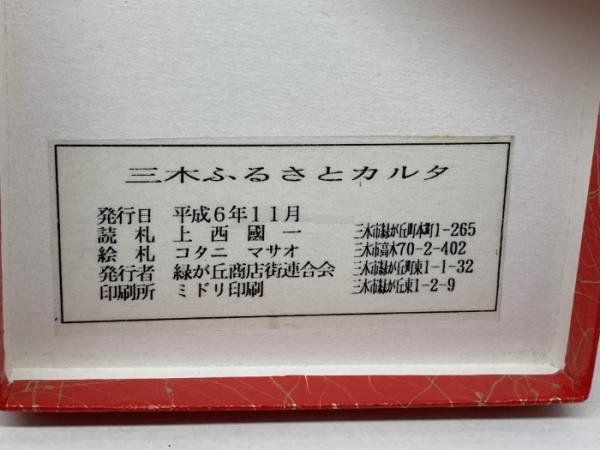 三木ふるさとカルタ
発行日　平成6年11月
読　札　上西國一　三木市緑が丘町本町1-265
絵　札　コタニ　マサオ　三木市高木70-2-402
発行者　緑が丘商店街連合会　三木市緑が丘町東1-1-32
印刷所　ミドリ印刷　三木市緑が丘東1-2-9